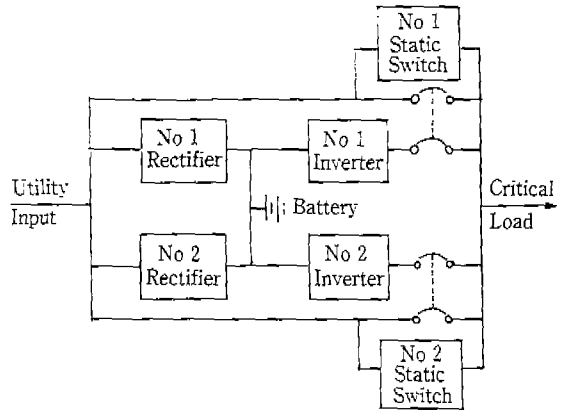 No 1
Static
Switch
No 1
Rectifier
No 1
Inverter
Utility
Input
Battery
Critical
Load
No 2
Rectifier
No 2
Inverter
No 2
Static
Switch